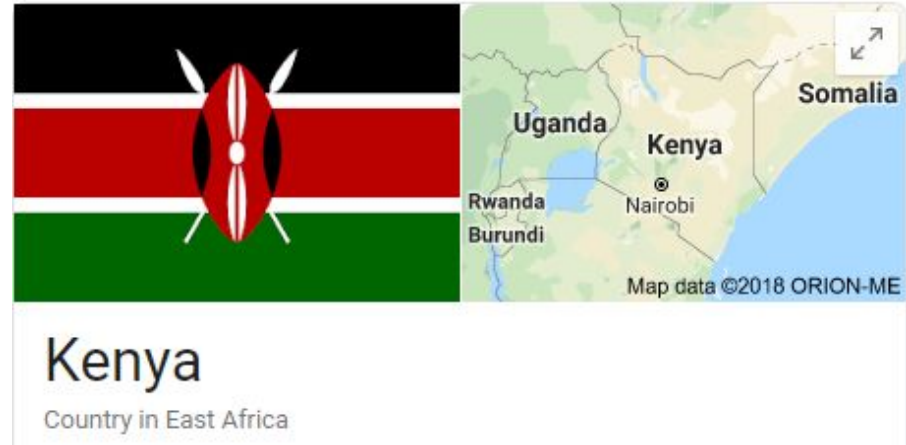 Somalia
Uganda
Kenya
Rwanda
Nairobi
Burundi
Map data ©2018 ORION-ME
Kenya
Country in East Africa